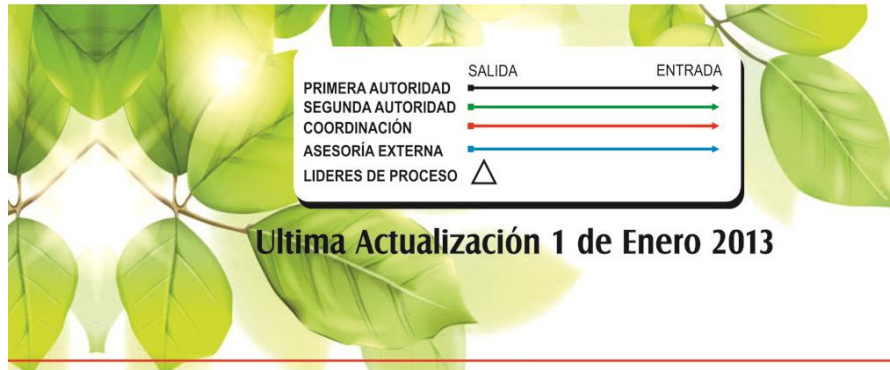 SALIDA ENTRADA
PRIMERA AUTORIDAD
SEGUNDA AUTORIDAD
COORDINACIÓN
ASESORÍA EXTERNA
LIDERES DE PROCESO
Ultima Actualización 1 de Enero 2013